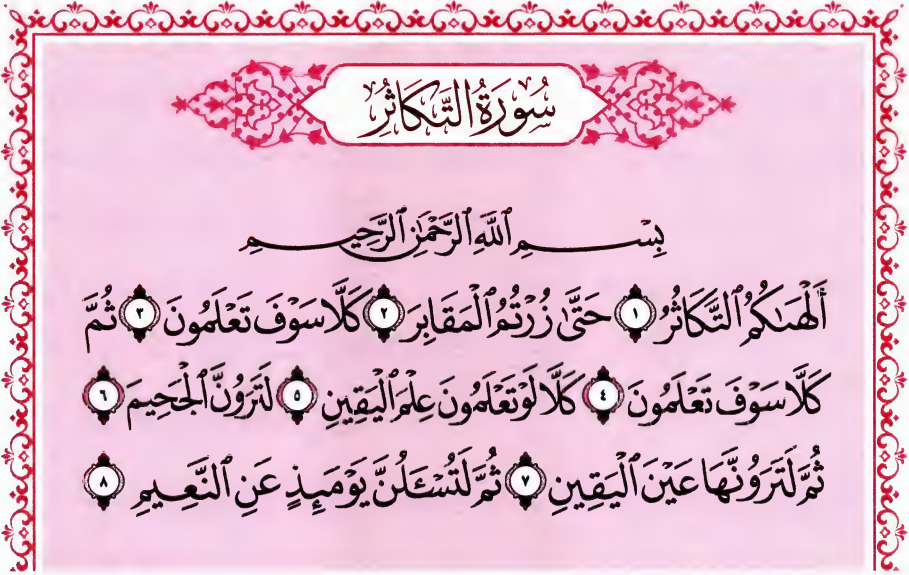 سُورَةُ التَّكَاثُرِ
بِسْمِ ٱللَّهِ ٱلرَّحْمَٰنِ ٱلرَّحِيمِ
أَلْهَىٰكُمُ ٱلتَّكَاثُرُ ١ حَتَّىٰ زُرْتُمُ ٱلْمَقَابِرَ ٢ كَلَّا سَوْفَ تَعْلَمُونَ ٣ ثُمَّ
كَلَّا سَوْفَ تَعْلَمُونَ ٤ كَلَّا لَوْ تَعْلَمُونَ عِلْمَ ٱلْيَقِينِ ٥ لَتَرَوُنَّ ٱلْجَحِيمَ ٦
ثُمَّ لَتَرَوُنَّهَا عَيْنَ ٱلْيَقِينِ ٧ ثُمَّ لَتُسْـَٔلُنَّ يَوْمَئِذٍ عَنِ ٱلنَّعِيمِ ٨